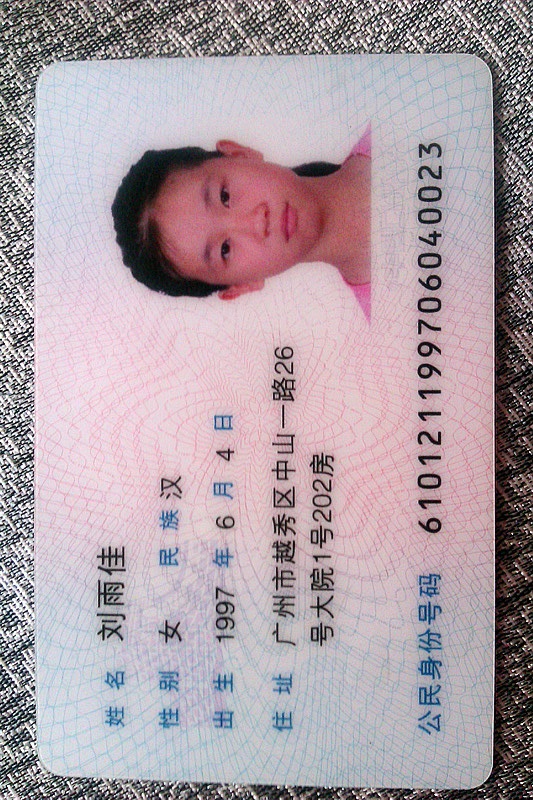 姓名 刘雨佳
性别 女 民族 汉
出生 1997 年 6 月 4 日
住址 广州市越秀区中山一路26
号大院1号202房
公民身份号码 610121199706040023